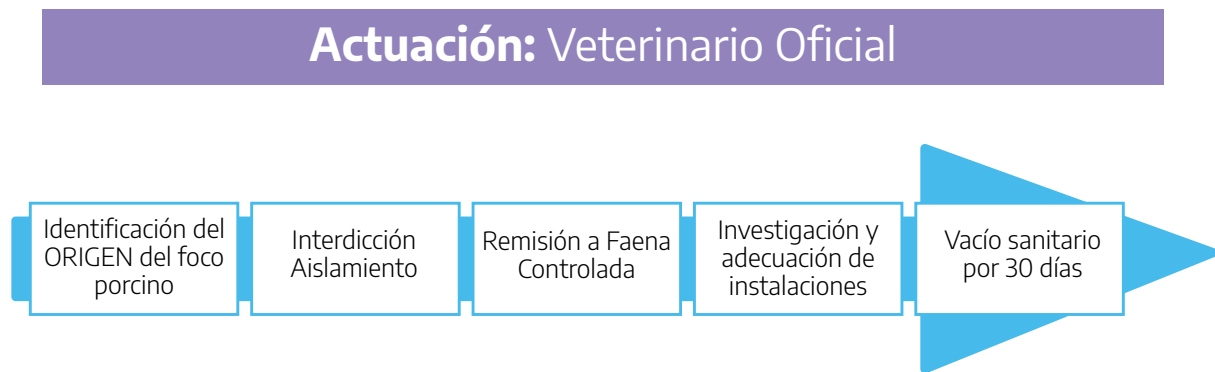 Actuación: Veterinario Oficial
Identificación del
ORIGEN del foco
porcino
Interdicción
Aislamiento
Remisión a Faena
Controlada
Investigación y
adecuación de
instalaciones
Vacío sanitario
por 30 días